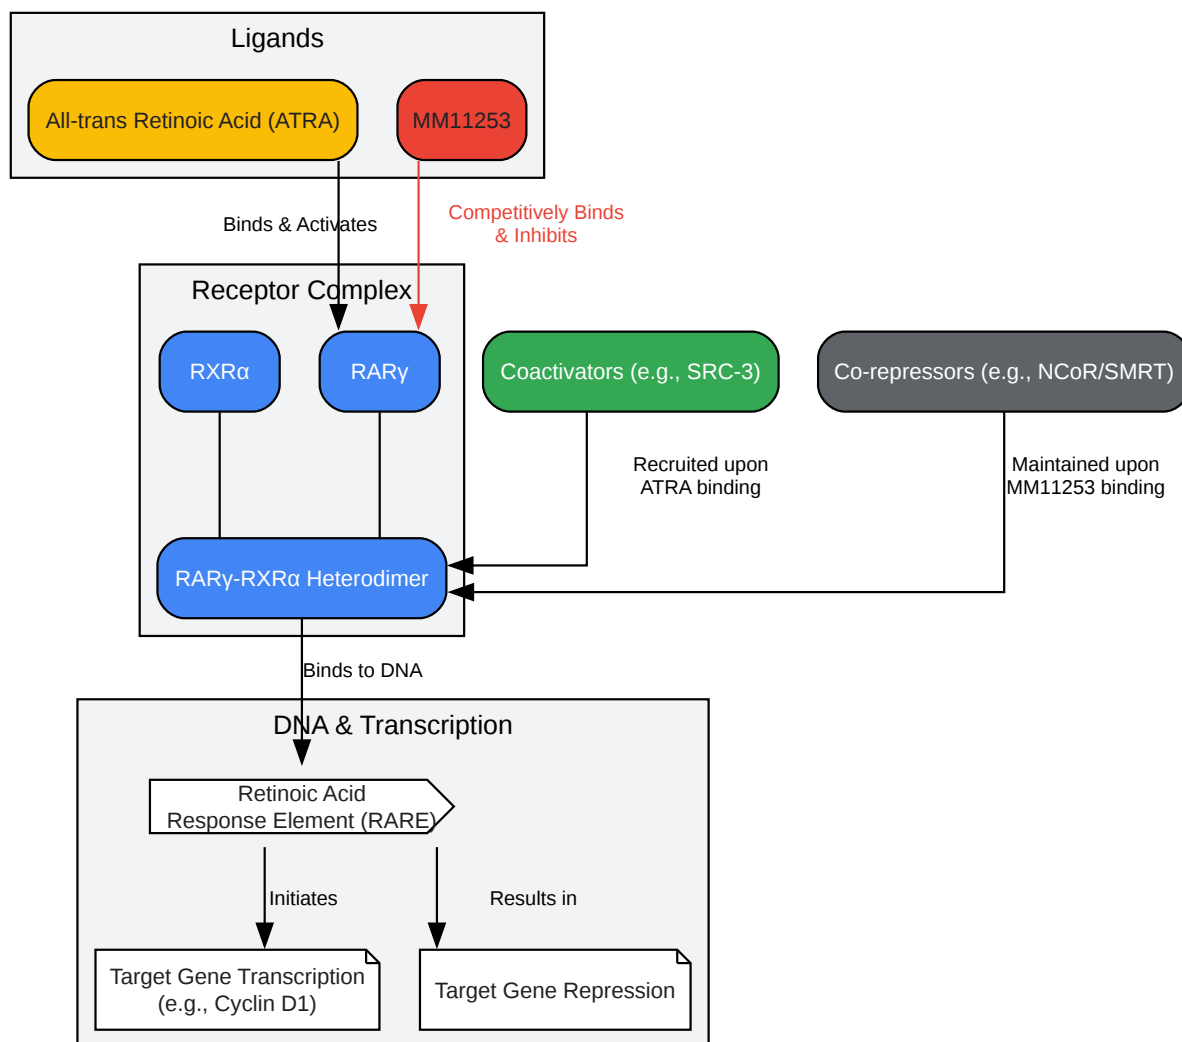 Ligands
All-trans Retinoic Acid (ATRA)
MM11253
Binds & Activates
Competitively Binds
& Inhibits
Receptor Complex
RXRα
RARγ
Coactivators (e.g., SRC-3)
Co-repressors (e.g., NCoR/SMRT)
Recruited upon
ATRA binding
Maintained upon
MM11253 binding
RARγ-RXRα Heterodimer
Binds to DNA
DNA & Transcription
Retinoic Acid
Response Element (RARE)
Initiates
Results in
Target Gene Transcription
(e.g., Cyclin D1)
Target Gene Repression